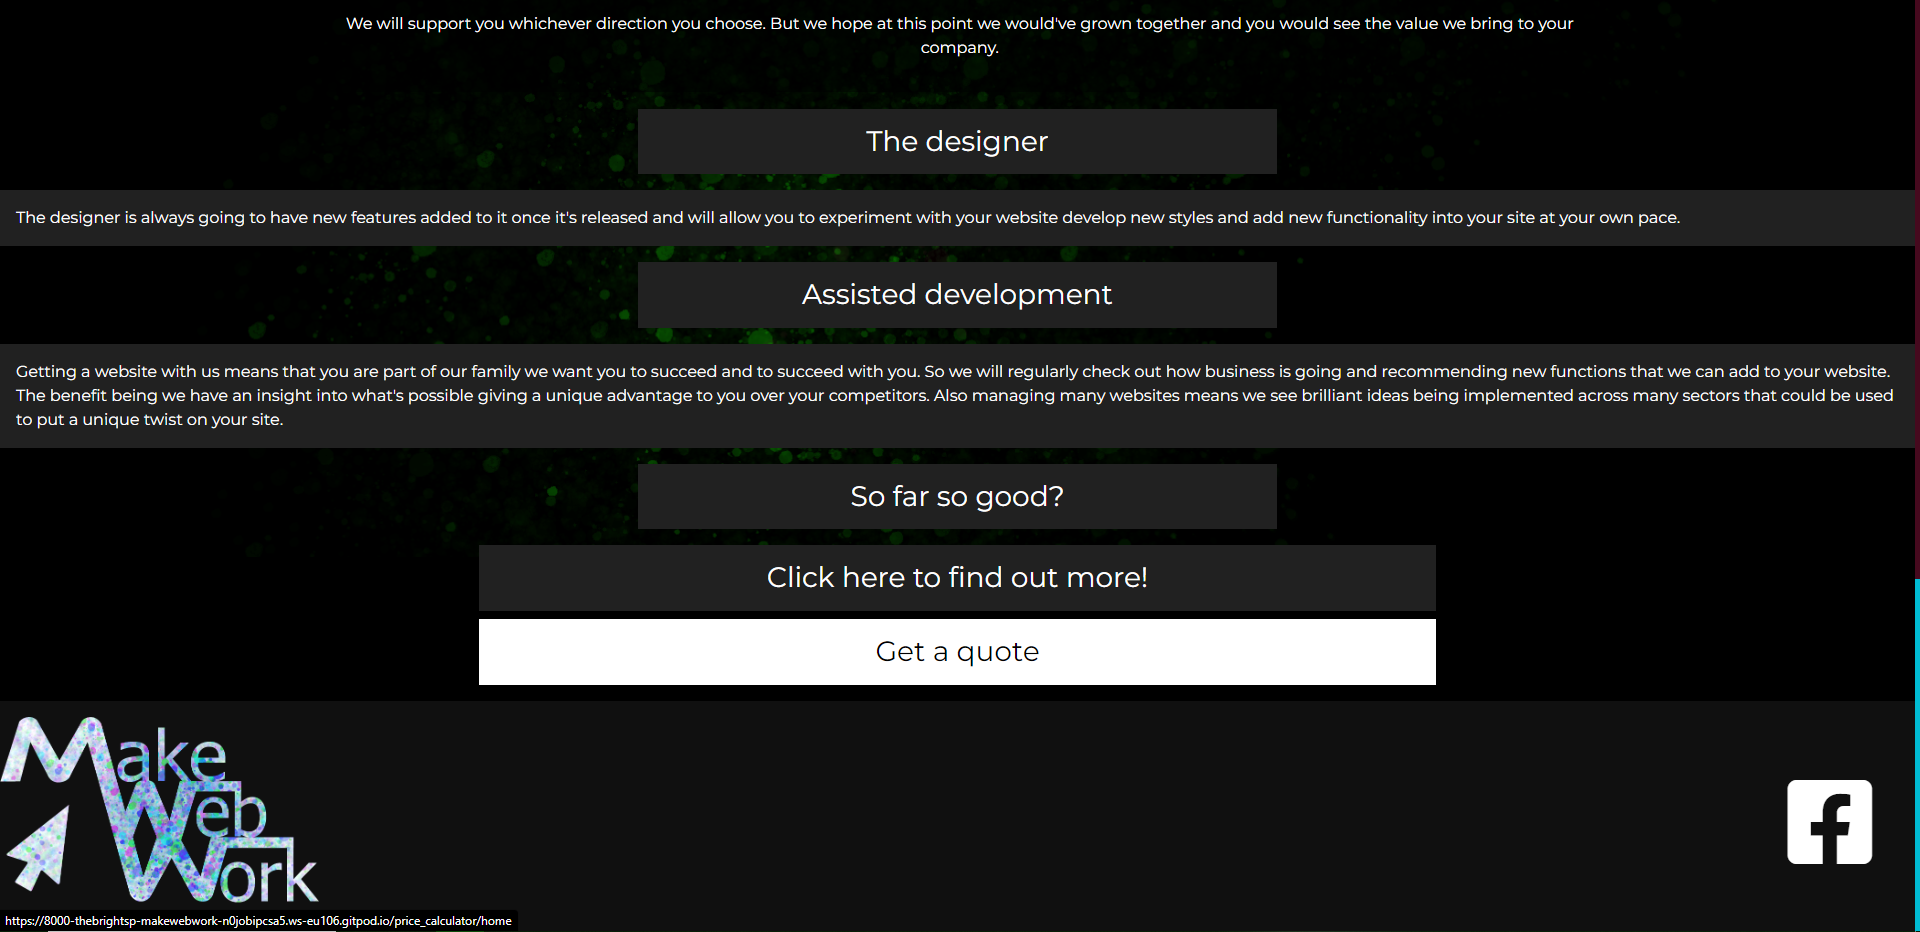 We will support you whichever direction you choose. But we hope at this point we would've grown together and you would see the value we bring to your
company.
The designer
The designer is always going to have new features added to it once it's released and will allow you to experiment with your website develop new styles and add new functionality into your site at your own pace.
Assisted development
Getting a website with us means that you are part of our family we want you to succeed and to succeed with you. So we will regularly check out how business is going and recommending new functions that we can add to your website.
The benefit being we have an insight into what's possible giving a unique advantage to you over your competitors. Also managing many websites means we see brilliant ideas being implemented across many sectors that could be used
to put a unique twist on your site.
So far so good?
Click here to find out more!
Get a quote
Make
Web
Work
https://8000-thebrightsp-makewebwork-n0jobipcsa5.ws-eu106.gitpod.io/price_calculator/home